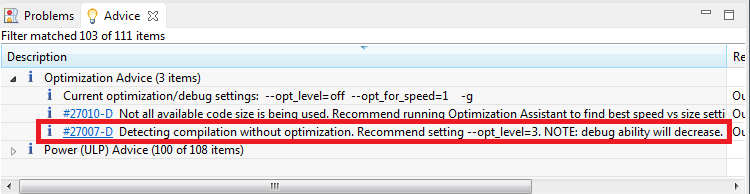 Problems Advice
Filter matched 103 of 111 items
Description Re
Optimization Advice (3 items)
Current optimization/debug settings: --opt_level=off --opt_for_speed=1 -g Ou
#27010-D Not all available code size is being used. Recommend running Optimization Assistant to find best speed vs size setti Ou
#27007-D Detecting compilation without optimization. Recommend setting --opt_level=3. NOTE: debug ability will decrease. Ou
Power (ULP) Advice (100 of 108 items)